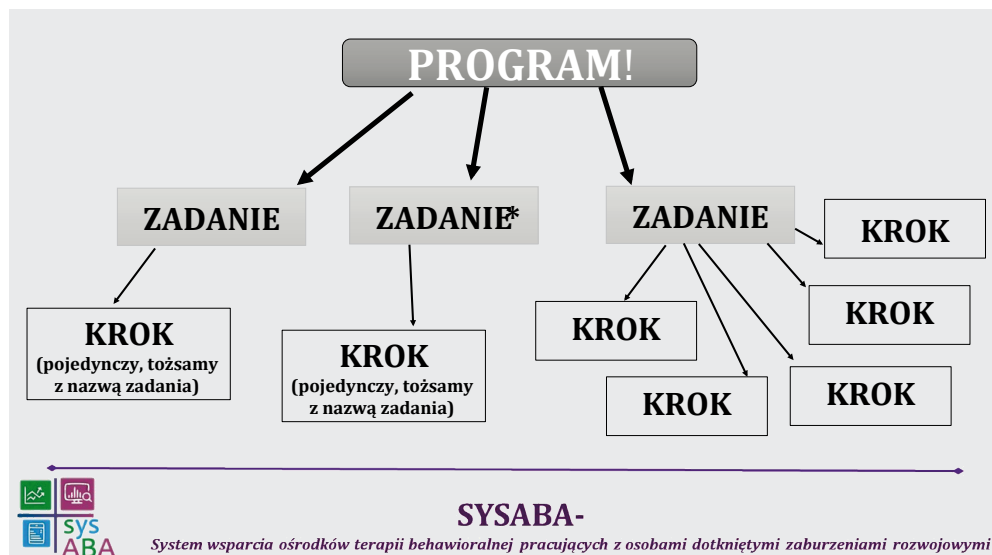 PROGRAM!
ZADANIE
ZADANIE*
ZADANIE
KROK
KROK
(pojedynczy, tożsamy
z nazwą zadania)
KROK
(pojedynczy, tożsamy
z nazwą zadania)
KROK
KROK
KROK
KROK
SYSABA-
System wsparcia ośrodków terapii behawioralnej pracujących z osobami dotkniętymi zaburzeniami rozwojowymi
sys
ABA